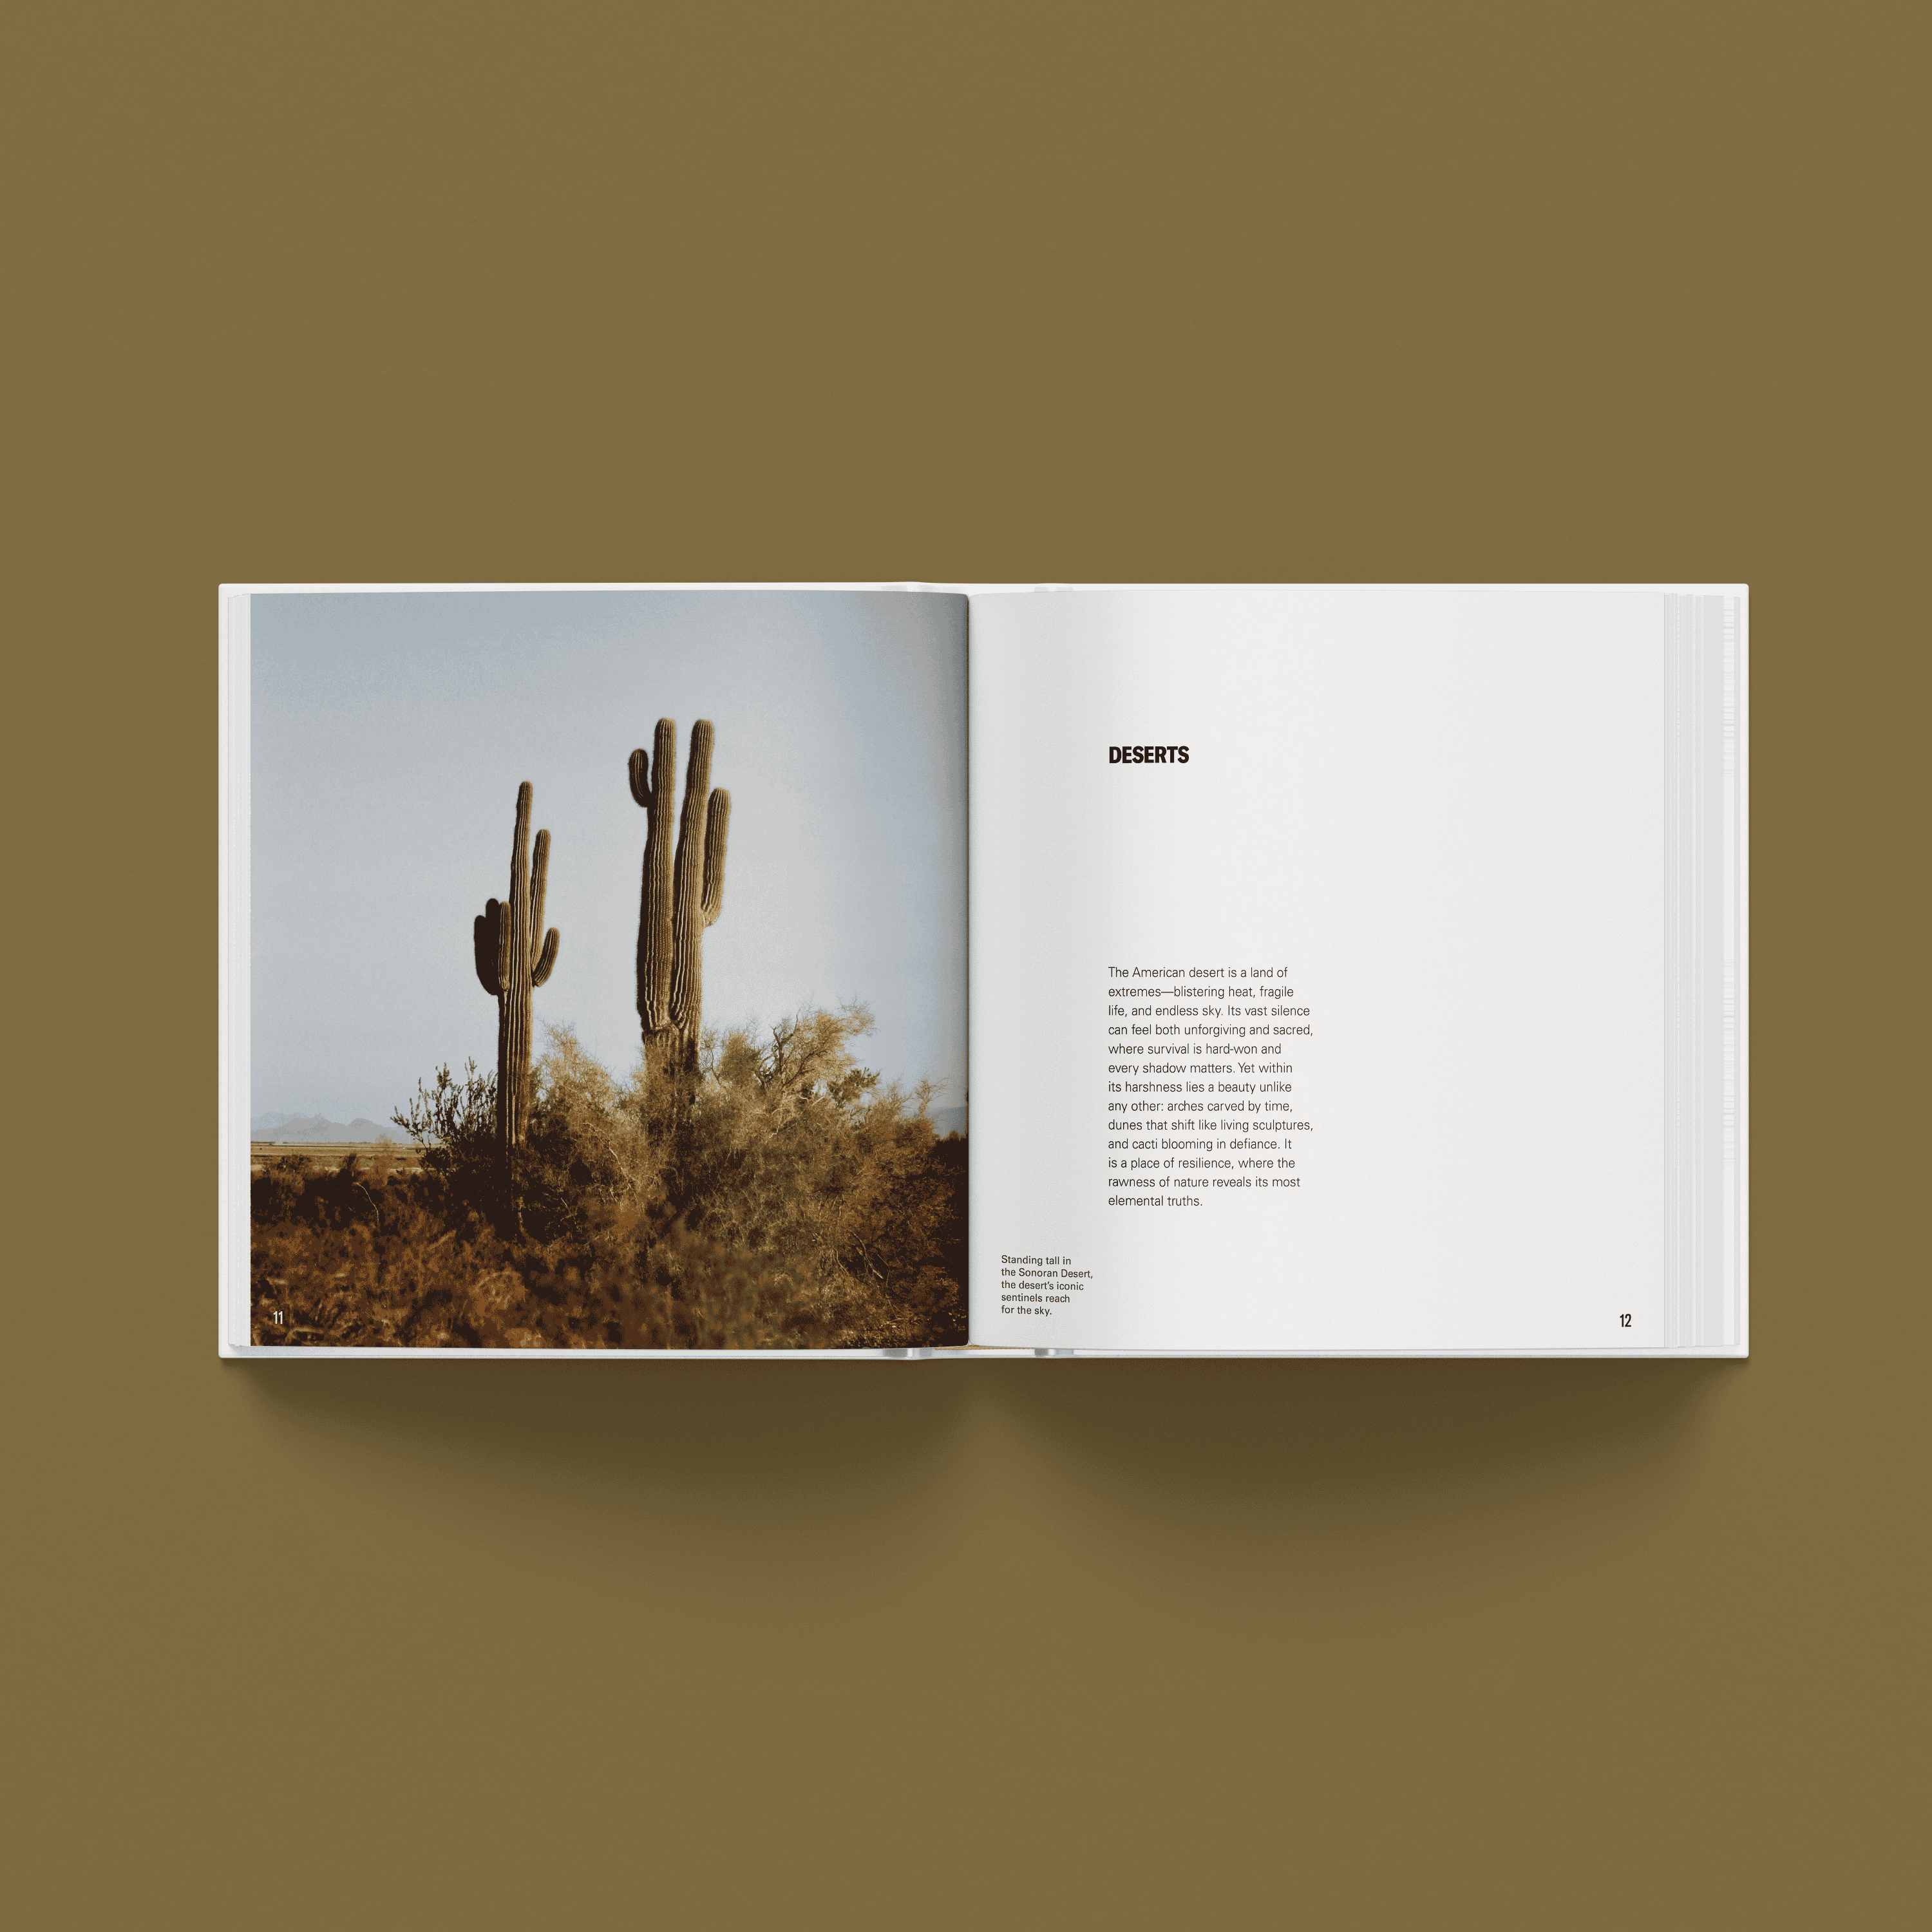 DESERTS
The American desert is a land of
extremes—blistering heat, fragile
life, and endless sky. Its vast silence
can feel both unforgiving and sacred,
where survival is hard-won and
every shadow matters. Yet within
its harshness lies a beauty unlike
any other: arches carved by time,
dunes that shift like living sculptures,
and cacti blooming in defiance. It
is a place of resilience, where the
rawness of nature reveals its most
elemental truths.
Standing tall in
the Sonoran Desert,
the desert's iconic
sentinels reach
for the sky.
11
12